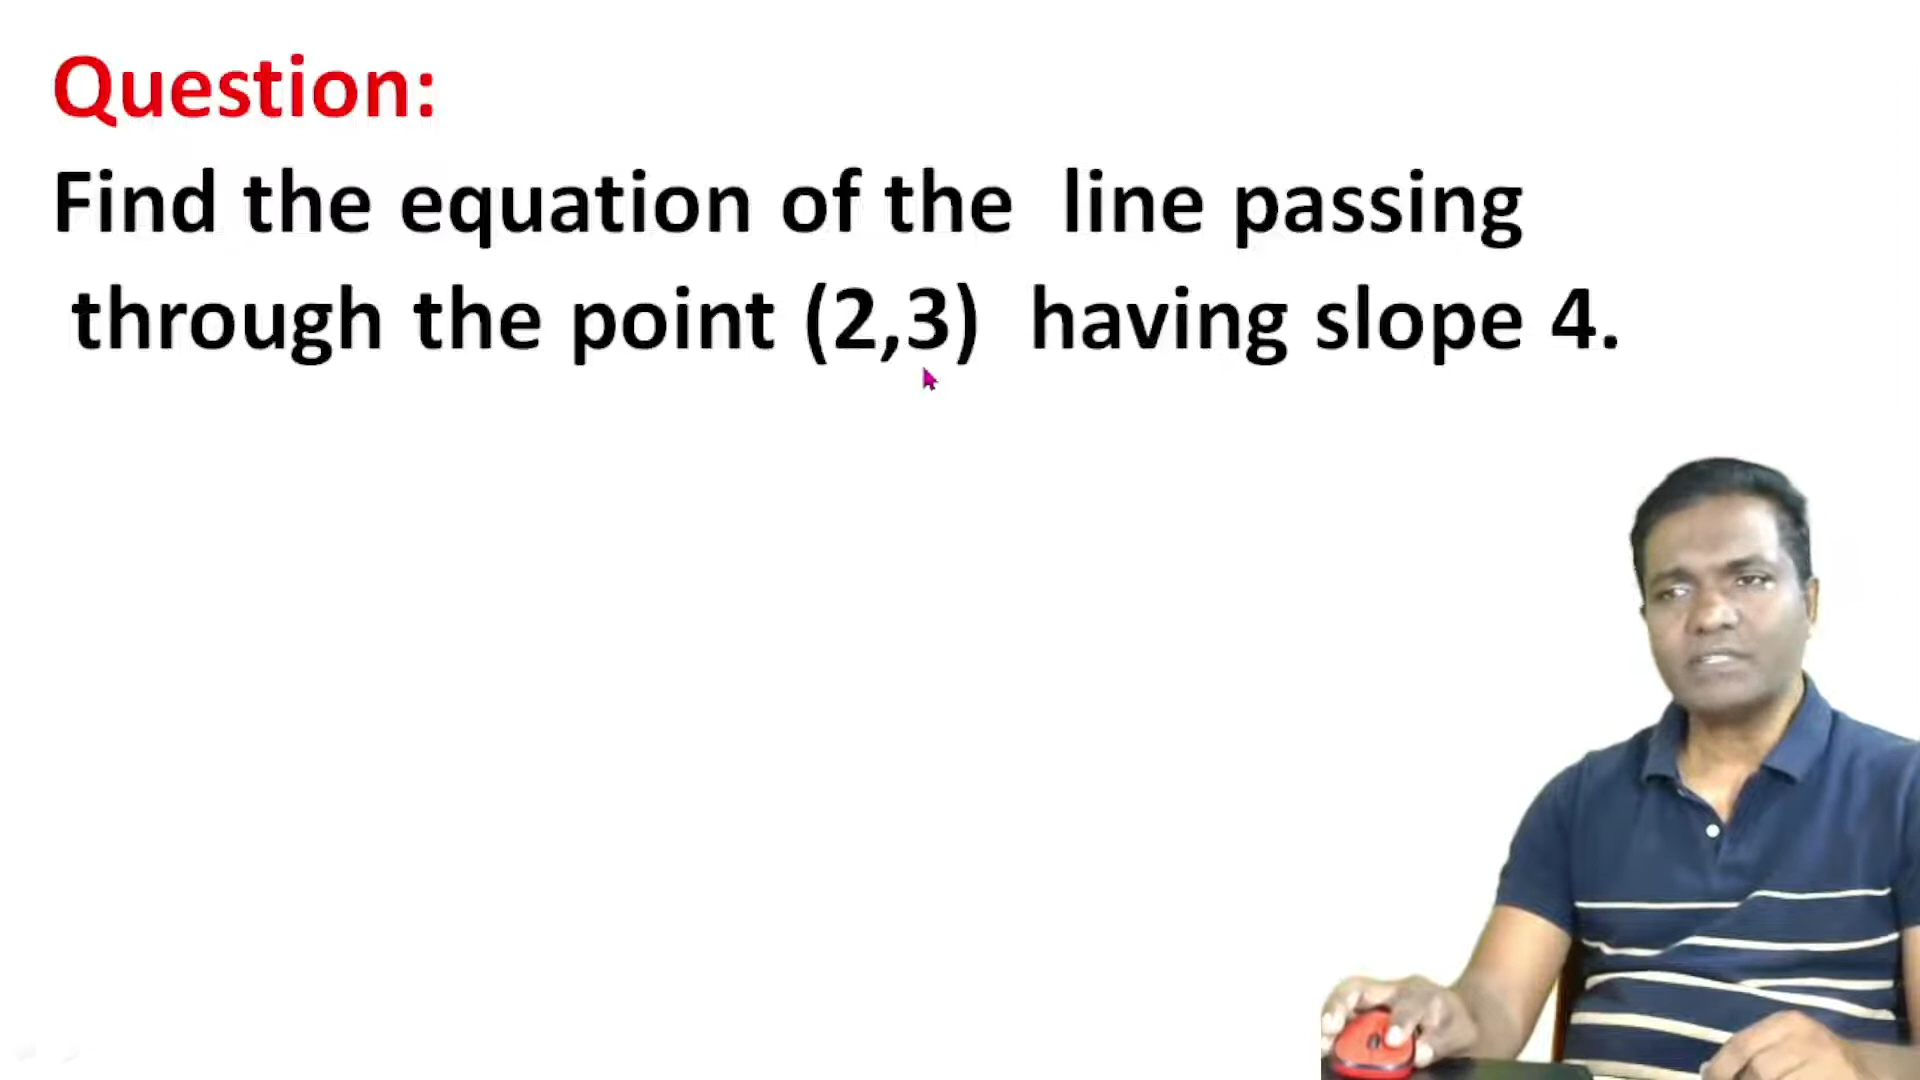 Question:
Find the equation of the line passing
through the point (2,3) having slope 4.